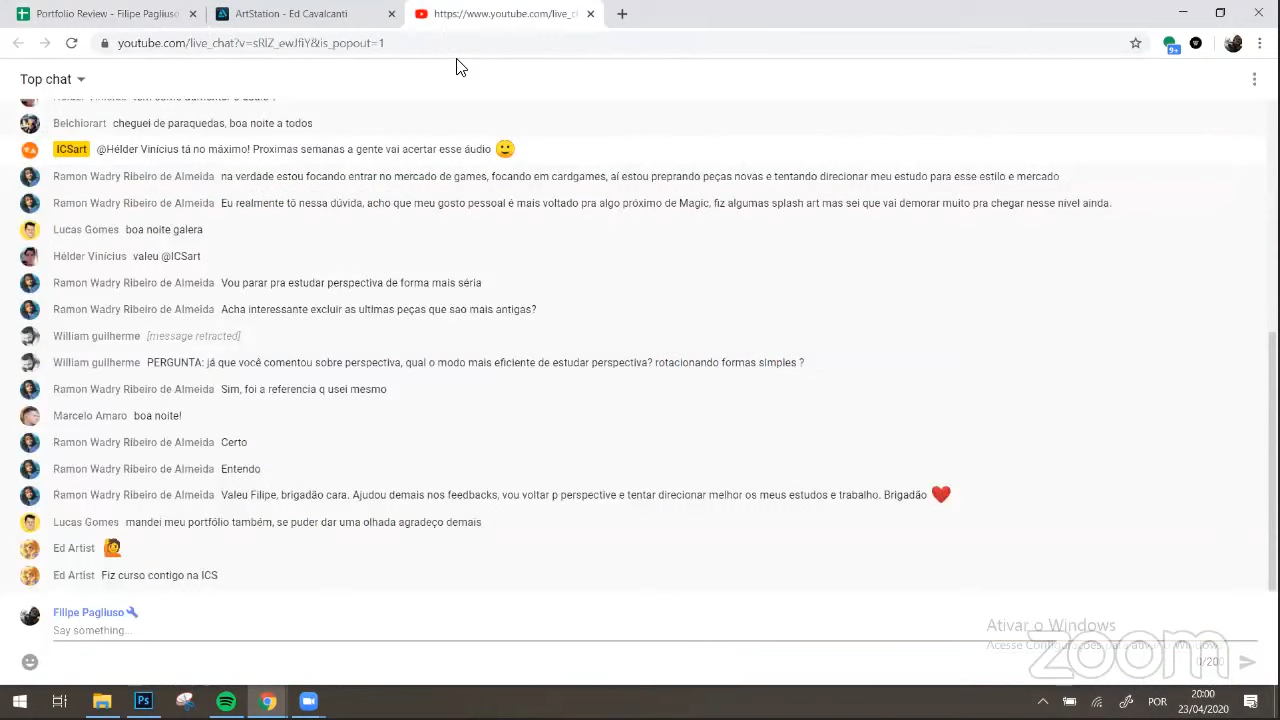 Portfolio Review - Filipe Pagliuso
ArtStation - Ed Cavalcanti
https://www.youtube.com/live_c
youtube.com/live_chat?v=sRlZ_ewJfiY&is_popout=1
9+
Top chat
Belchiorart cheguei de paraquedas, boa noite a todos
ICSart @Hélder Vinícius tá no máximo! Proximas semanas a gente vai acertar esse áudio
Ramon Wadry Ribeiro de Almeida na verdade estou focando entrar no mercado de games, focando em cardgames, aí estou preprando peças novas e tentando direcionar meu estudo para esse estilo e mercado
Ramon Wadry Ribeiro de Almeida Eu realmente tô nessa dúvida, acho que meu gosto pessoal é mais voltado pra algo próximo de Magic, fiz algumas splash art mas sei que vai demorar muito pra chegar nesse nivel ainda.
Lucas Gomes boa noite galera
Hélder Vinícius valeu @ICSart
Ramon Wadry Ribeiro de Almeida Vou parar pra estudar perspectiva de forma mais séria
Ramon Wadry Ribeiro de Almeida Acha interessante excluir as ultimas peças que sao mais antigas?
William guilherme [message retracted]
William guilherme PERGUNTA: já que você comentou sobre perspectiva, qual o modo mais eficiente de estudar perspectiva? rotacionando formas simples ?
Ramon Wadry Ribeiro de Almeida Sim, foi a referencia q usei mesmo
Marcelo Amaro boa noite!
Ramon Wadry Ribeiro de Almeida Certo
Ramon Wadry Ribeiro de Almeida Entendo
Ramon Wadry Ribeiro de Almeida Valeu Filipe, brigadão cara. Ajudou demais nos feedbacks, vou voltar p perspective e tentar direcionar melhor os meus estudos e trabalho. Brigadão
Lucas Gomes mandei meu portfólio também, se puder dar uma olhada agradeço demais
Ed Artist
Ed Artist Fiz curso contigo na ICS
Filipe Pagliuso
Say something...
Ativar o Windows
Acesse Configurações para ativar o Windows.
zoom
0/200
Ps
POR
20:00
23/04/2020